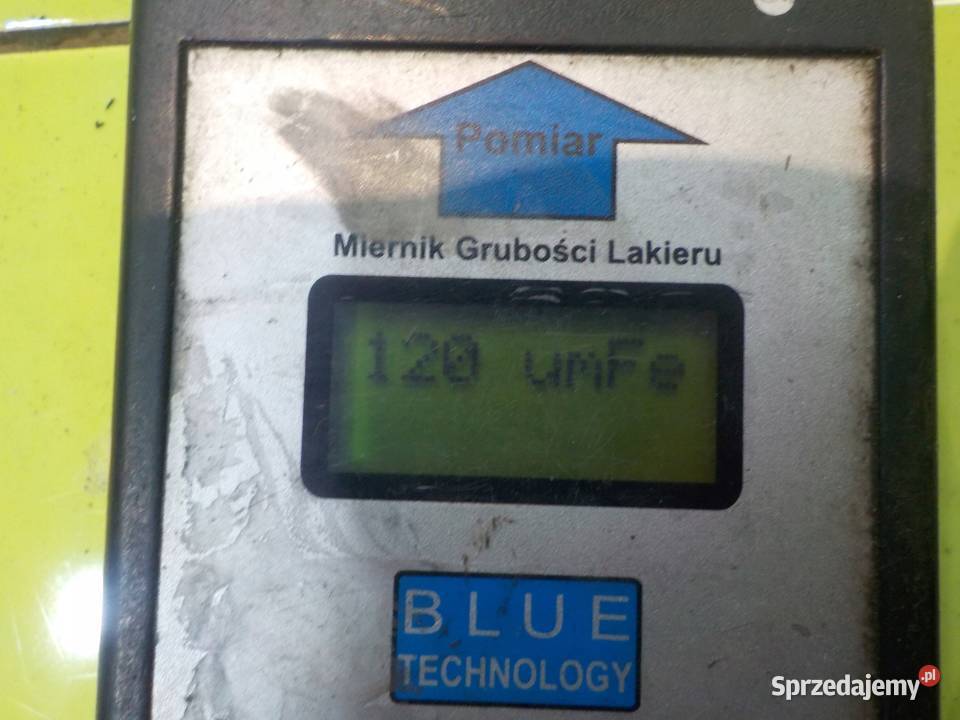 Pomiar
Miernik Grubości Lakieru
120 umFe
BLUE
TECHNOLOGY
Sprzedajemy.pl